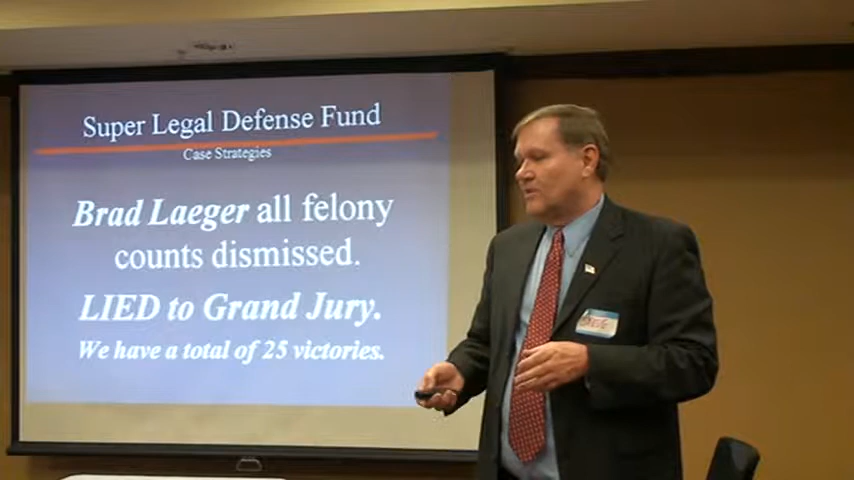 Super Legal Defense Fund
Case Strategies
Brad Laeger all felony
counts dismissed.
LIED to Grand Jury.
We have a total of 25 victories.